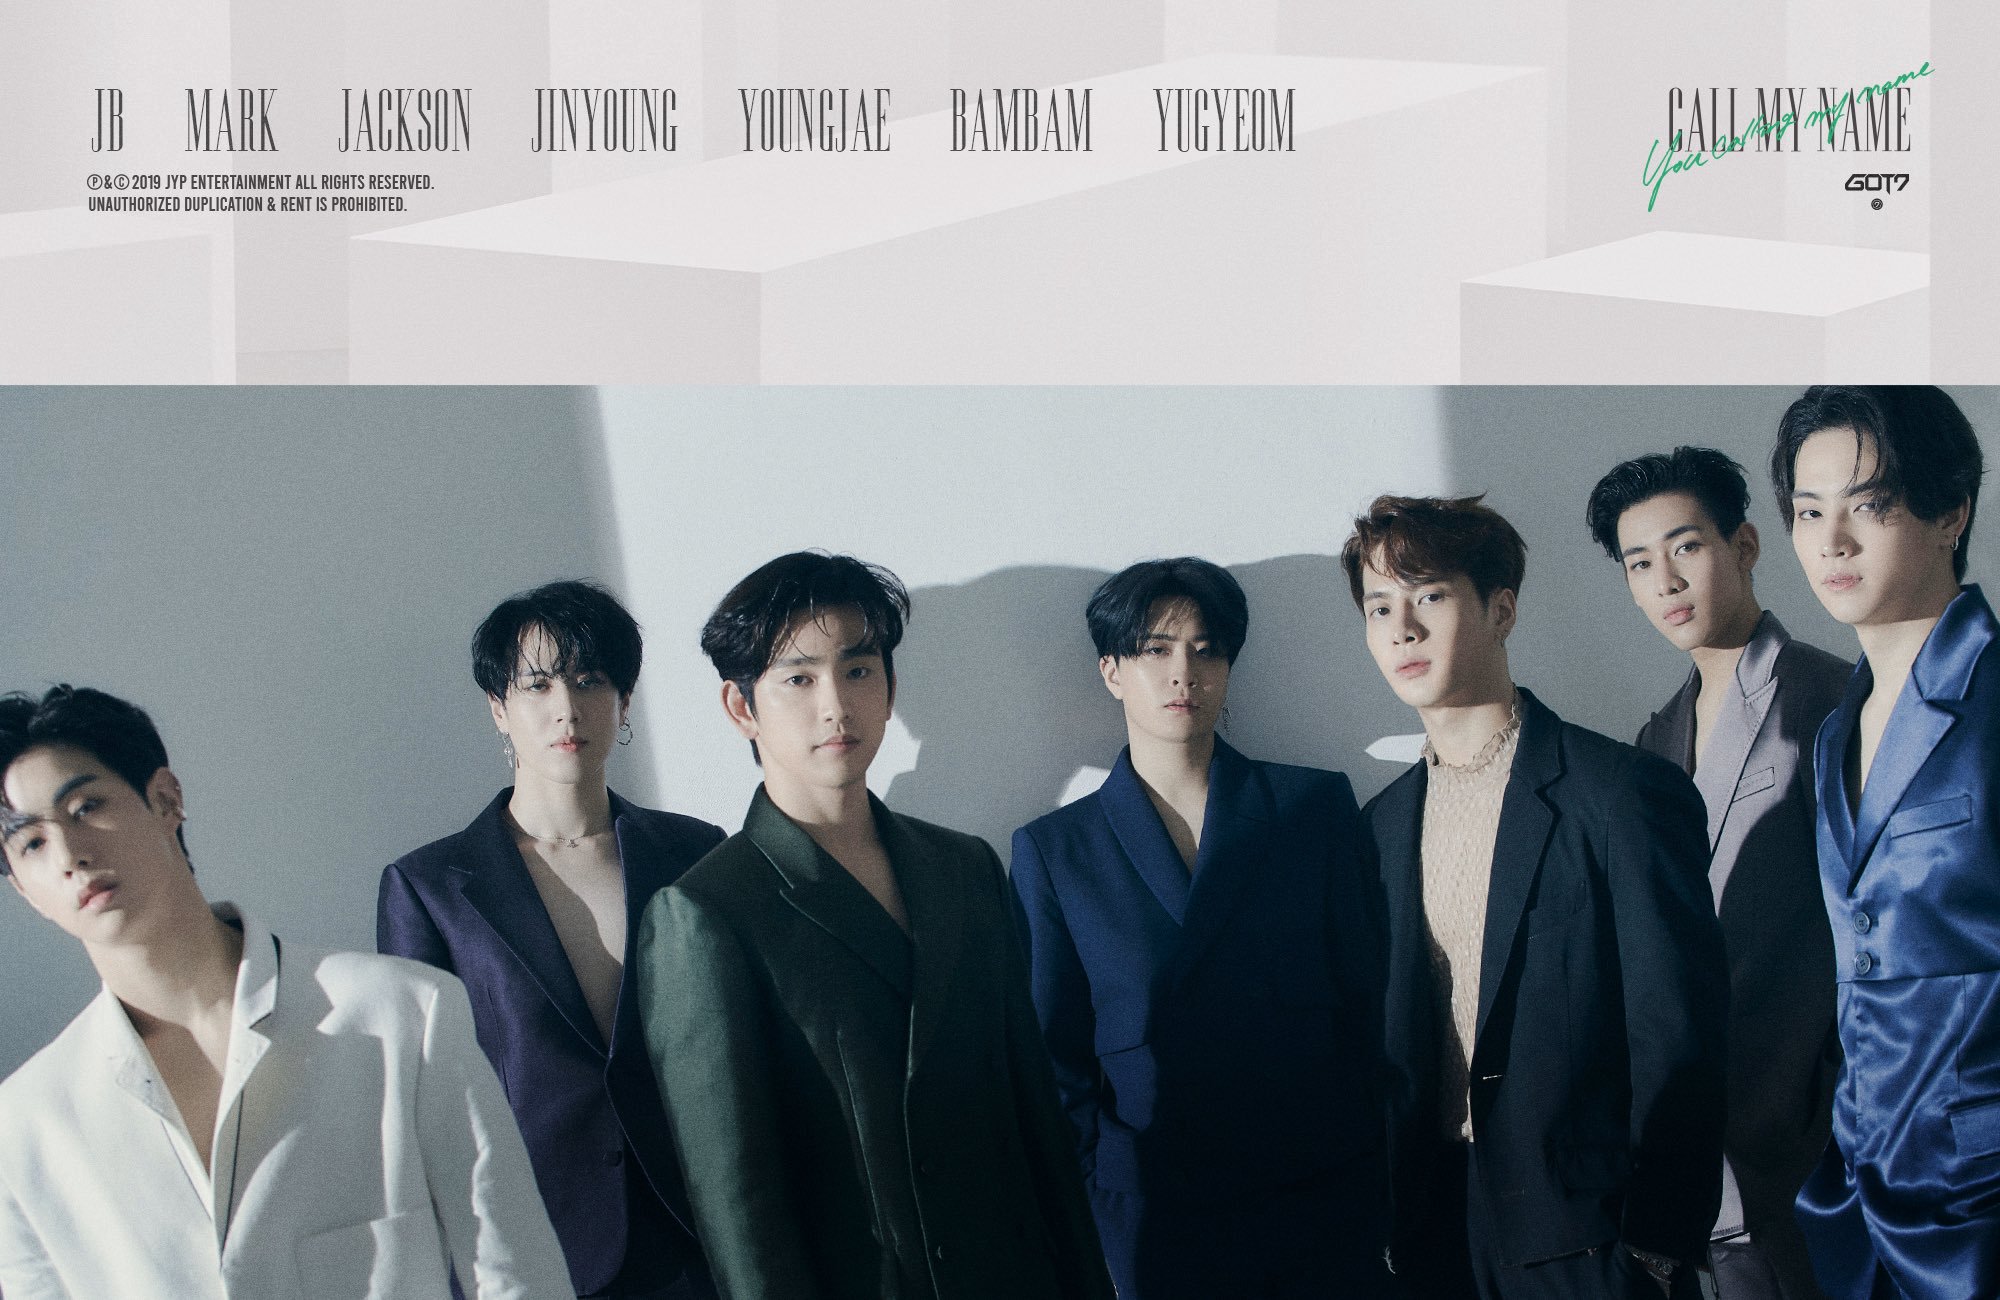 JB MARK JACKSON JINYOUNG YOUNGJAE BAMBAM YUGYEOM
Ⓟ&Ⓒ2019 JYP ENTERTAINMENT ALL RIGHTS RESERVED.
UNAUTHORIZED DUPLICATION & RENT IS PROHIBITED.
CALL MY NAME
You calling my name
GOT7